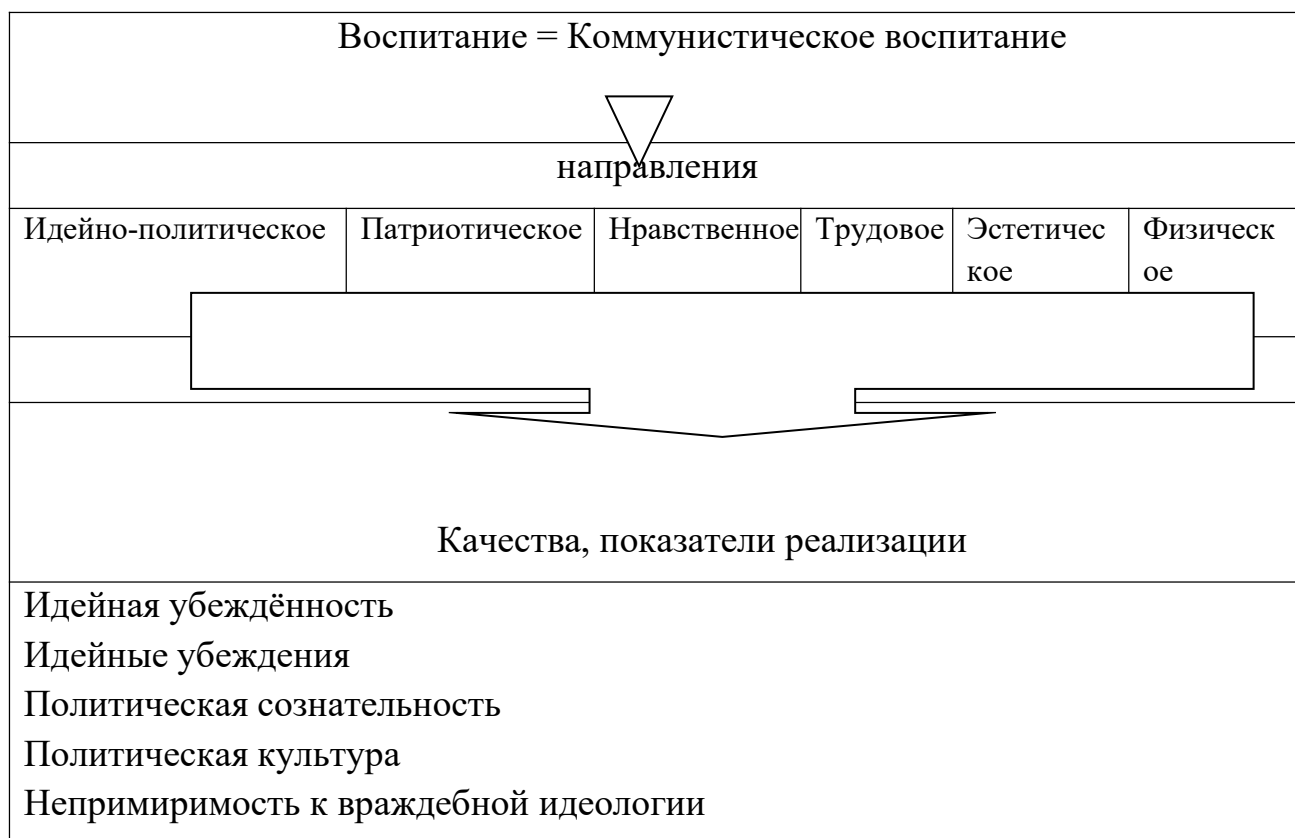 Воспитание = Коммунистическое воспитание
направления
Идейно-политическое
Патриотическое
Нравственное
Трудовое
Эстетичес
кое
Физическ
ое
Качества, показатели реализации
Идейная убеждённость
Идейные убеждения
Политическая сознательность
Политическая культура
Непримиримость к враждебной идеологии